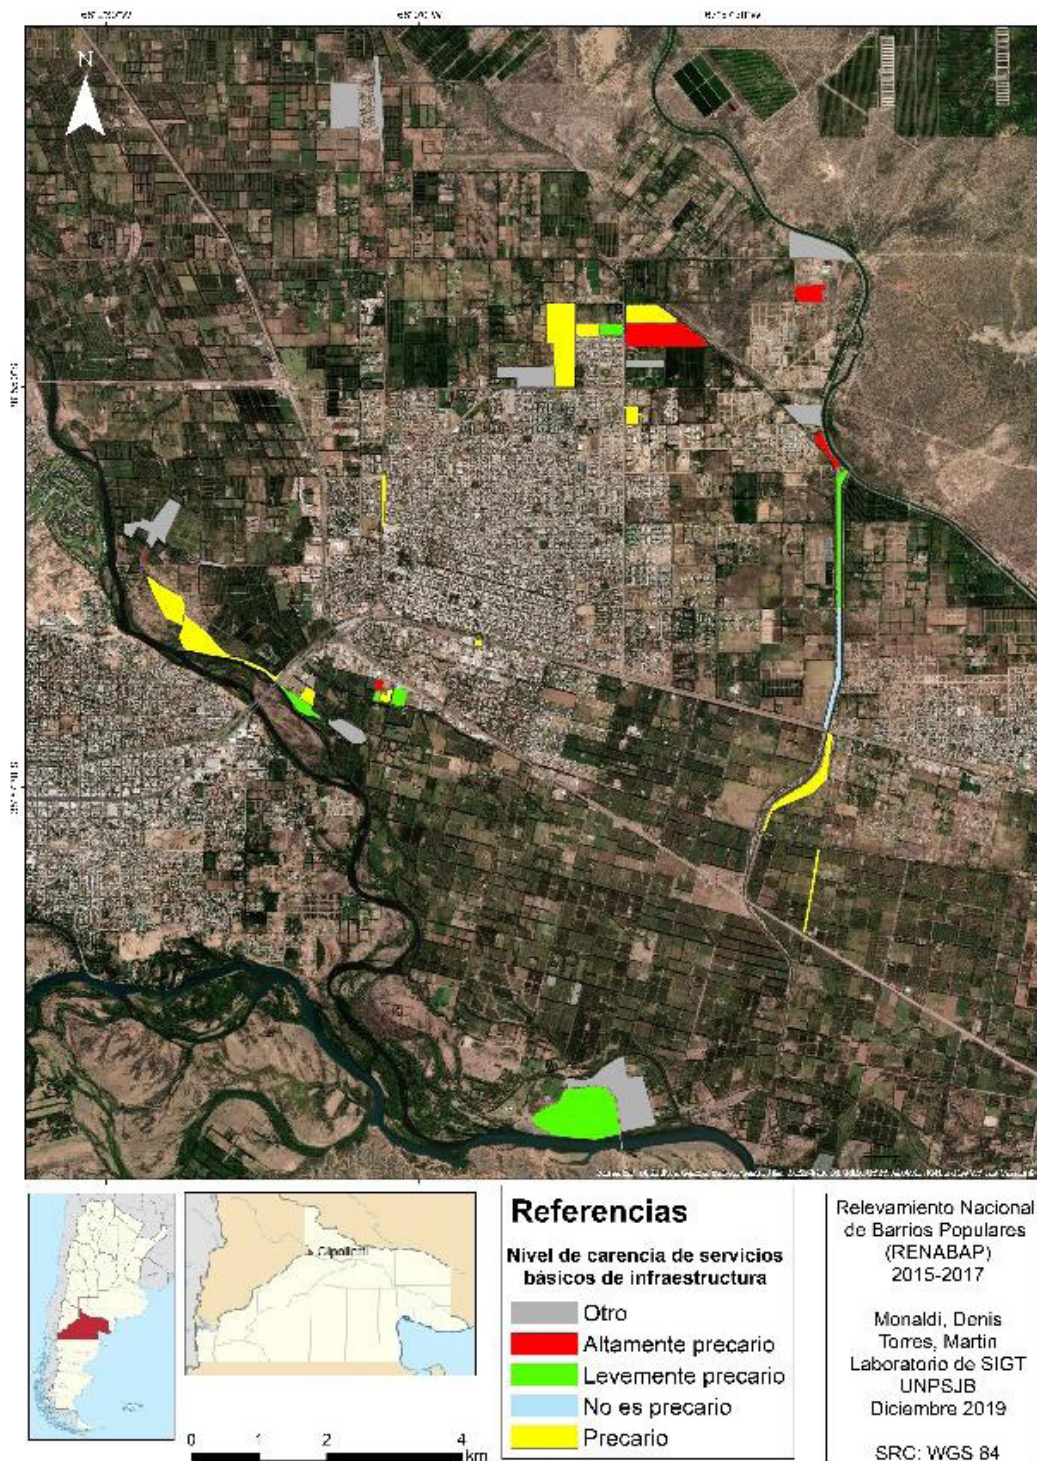 N
Cipolletti
0 1 2 4
km
Referencias
Nivel de carencia de servicios
básicos de infraestructura
Otro
Altamente precario
Levemente precario
No es precario
Precario
Relevamiento Nacional
de Barrios Populares
(RENABAP)
2015-2017
Monaldi, Denis
Torres, Martin
Laboratorio de SIGT
UNPSJB
Diciembre 2019
SRC: WGS 84